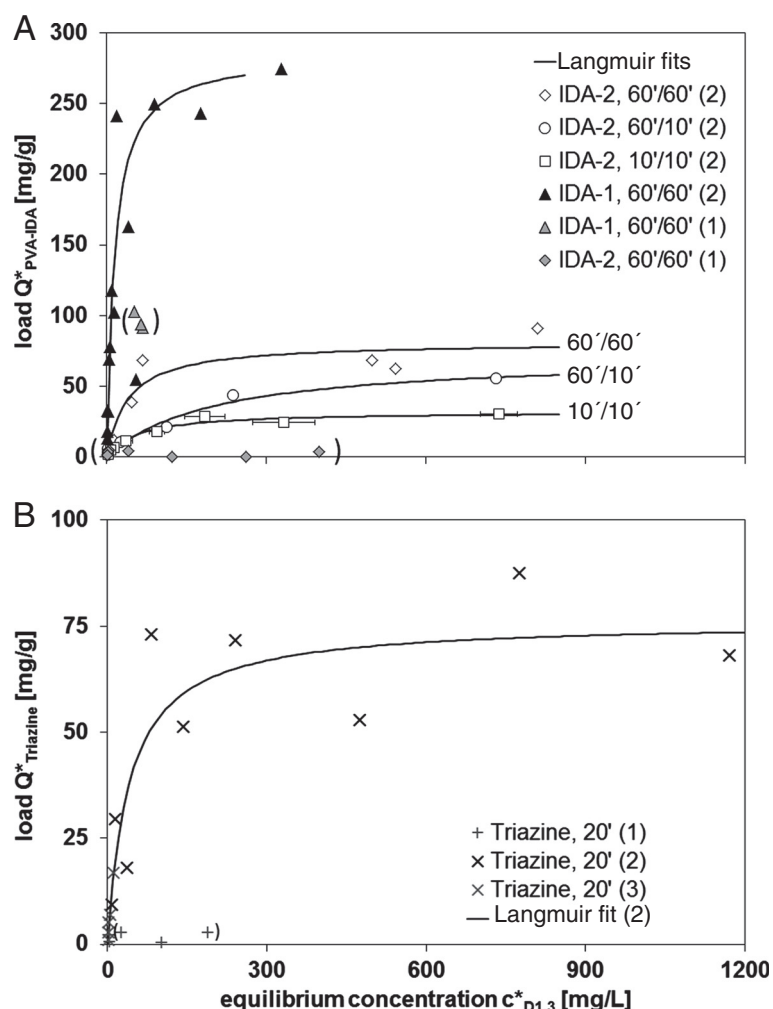 A
300
250
200
150
100
50
0
load Q*PVA-IDA [mg/g]
Langmuir fits
IDA-2, 60'/60' (2)
IDA-2, 60'/10' (2)
IDA-2, 10'/10' (2)
IDA-1, 60'/60' (2)
IDA-1, 60'/60' (1)
IDA-2, 60'/60' (1)
( )
60´/60´
60´/10´
10´/10´
( )
B
100
75
50
25
0
load Q*Triazine [mg/g]
Triazine, 20' (1)
Triazine, 20' (2)
Triazine, 20' (3)
Langmuir fit (2)
( )
0 300 600 900 1200
equilibrium concentration c*D1.3 [mg/L]